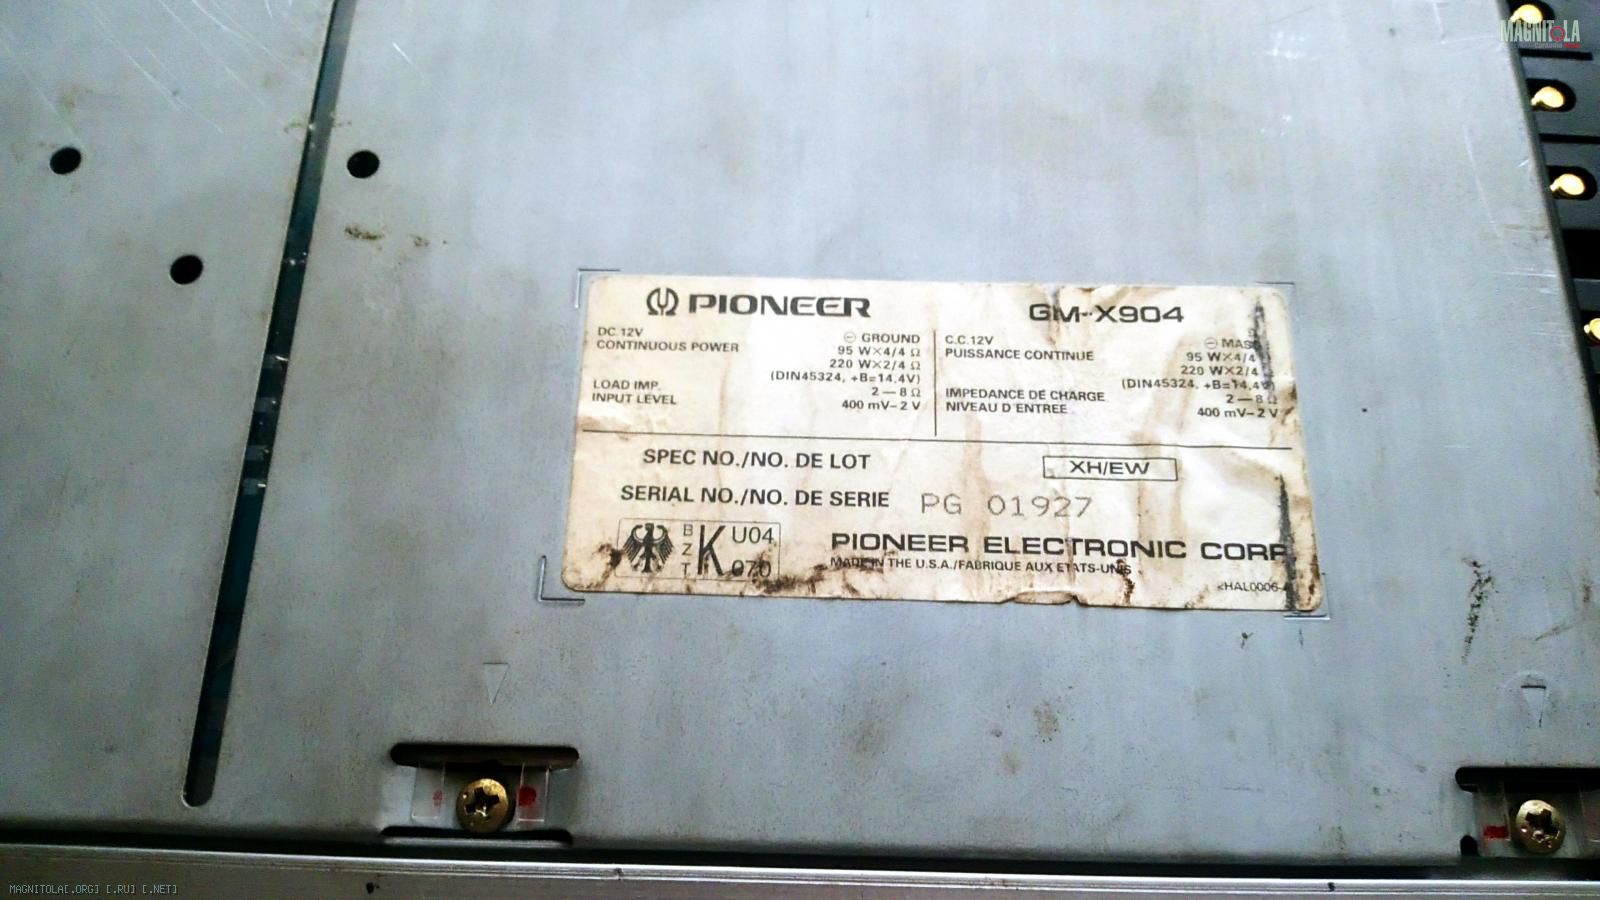 MAGNITOLA
PIONEER
GM-X904
DC 12V
⊖ GROUND
CONTINUOUS POWER
95 W×4/4 Ω
220 W×2/4 Ω
(DIN45324, +B=14,4V)
LOAD IMP.
2—8 Ω
INPUT LEVEL
400 mV–2 V
C.C.12V
⊖ MAS
PUISSANCE CONTINUE
95 W×4/4
220 W×2/4
(DIN45324, +B=14,4V)
IMPEDANCE DE CHARGE
2—8 Ω
NIVEAU D'ENTREE
400 mV–2 V
SPEC NO./NO. DE LOT
XH/EW
SERIAL NO./NO. DE SERIE
PG 01927
BZT K U04 070
PIONEER ELECTRONIC CORP
MADE IN THE U.S.A./FABRIQUE AUX ETATS-UNIS
HAL0006
MAGNITOLA[.ORG] [.RU] [.NET]